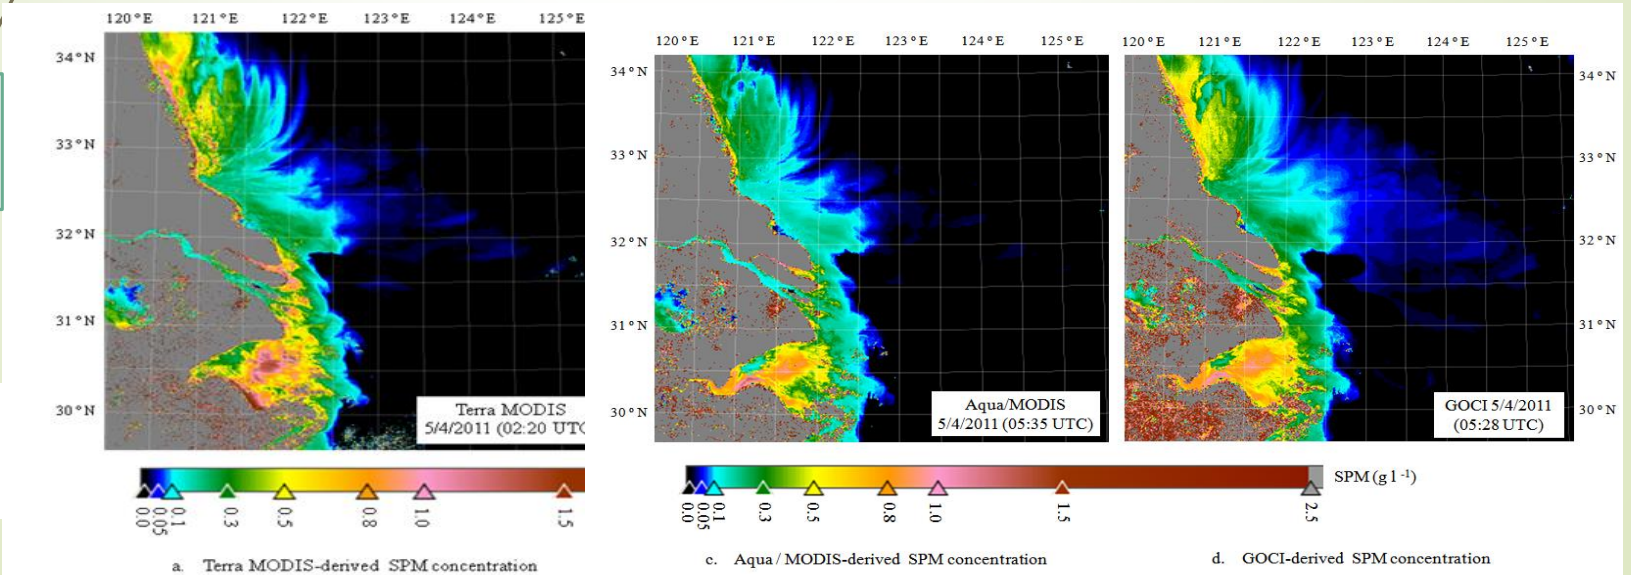 120°E 121°E 122°E 123°E 124°E 125°E
34°N
33°N
32°N
31°N
30°N
Terra MODIS
5/4/2011 (02:20 UTC
0.0 0.05 0.1 0.3 0.5 0.8 1.0 1.5
a. Terra MODIS-derived SPM concentration
120°E 121°E 122°E 123°E 124°E 125°E
34°N
33°N
32°N
31°N
30°N
Aqua/MODIS
5/4/2011 (05:35 UTC)
120°E 121°E 122°E 123°E 124°E 125°E
34°N
33°N
32°N
31°N
30°N
GOCI 5/4/2011
(05:28 UTC)
0.0 0.05 0.1 0.3 0.5 0.8 1.0 1.5 2.5
SPM (g l -1)
c. Aqua / MODIS-derived SPM concentration
d. GOCI-derived SPM concentration